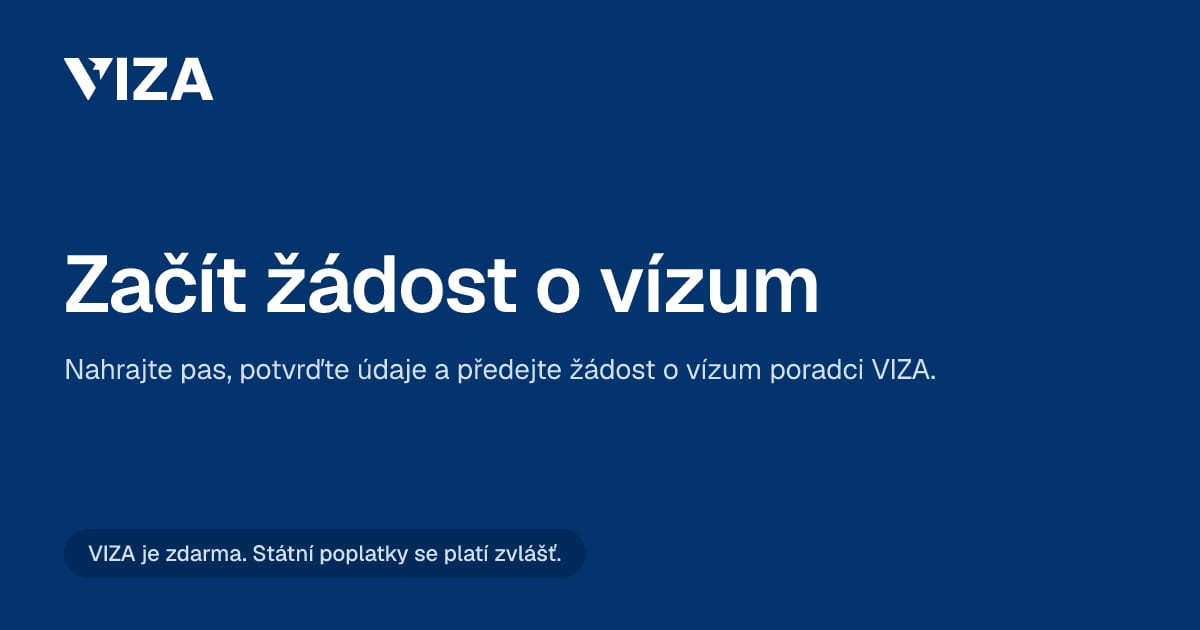 VIZA
Začít žádost o vízum
Nahrajte pas, potvrďte údaje a předejte žádost o vízum poradci VIZA.
VIZA je zdarma. Státní poplatky se platí zvlášť.